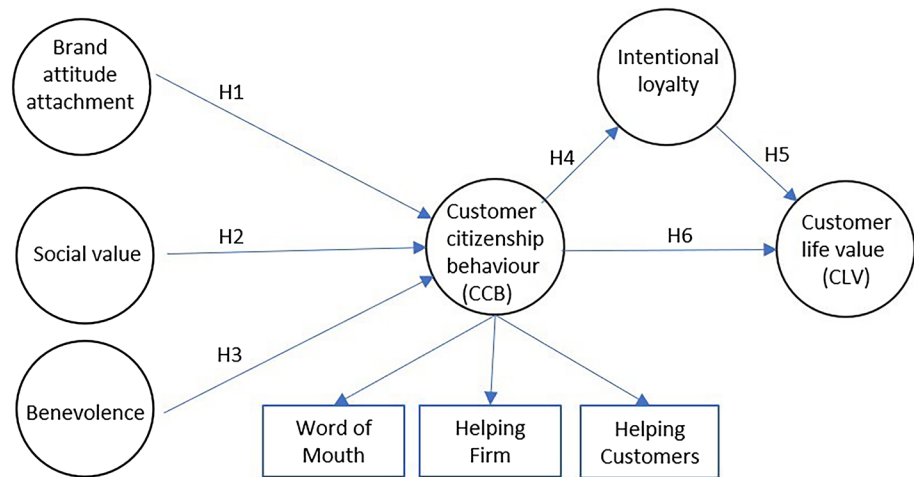 Brand
attitude
attachment
H1
Social value
H2
Benevolence
H3
Customer
citizenship
behaviour
(CCB)
H4
Intentional
loyalty
H5
H6
Customer
life value
(CLV)
Word of
Mouth
Helping
Firm
Helping
Customers